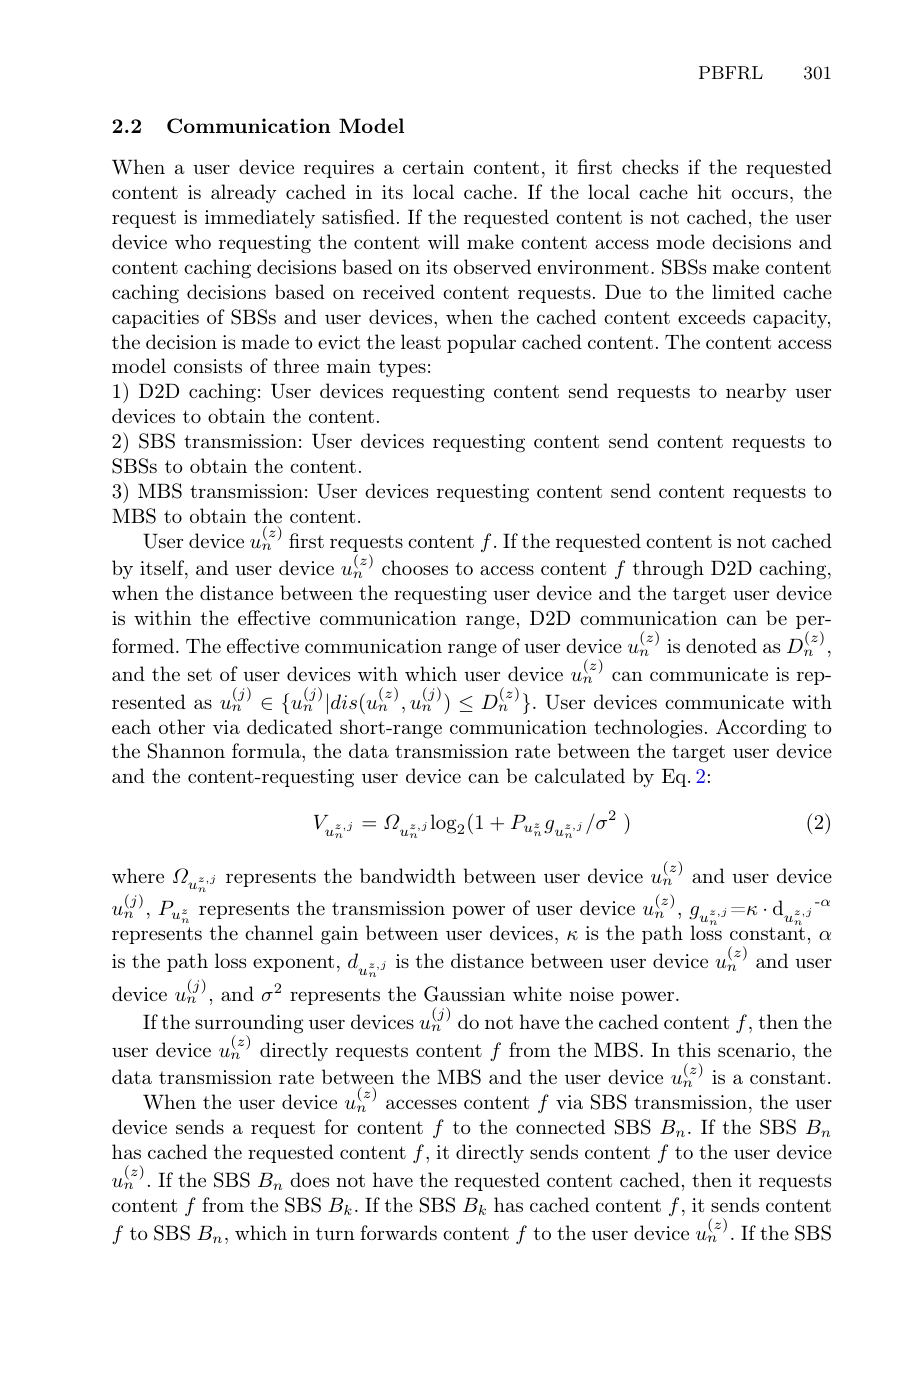 PBFRL 301
2.2 Communication Model
When a user device requires a certain content, it first checks if the requested
content is already cached in its local cache. If the local cache hit occurs, the
request is immediately satisfied. If the requested content is not cached, the user
device who requesting the content will make content access mode decisions and
content caching decisions based on its observed environment. SBSs make content
caching decisions based on received content requests. Due to the limited cache
capacities of SBSs and user devices, when the cached content exceeds capacity,
the decision is made to evict the least popular cached content. The content access
model consists of three main types:
1) D2D caching: User devices requesting content send requests to nearby user
devices to obtain the content.
2) SBS transmission: User devices requesting content send content requests to
SBSs to obtain the content.
3) MBS transmission: User devices requesting content send content requests to
MBS to obtain the content.
User device $u_n^{(z)}$ first requests content $f$. If the requested content is not cached
by itself, and user device $u_n^{(z)}$ chooses to access content $f$ through D2D caching,
when the distance between the requesting user device and the target user device
is within the effective communication range, D2D communication can be per-
formed. The effective communication range of user device $u_n^{(z)}$ is denoted as $D_n^{(z)}$,
and the set of user devices with which user device $u_n^{(z)}$ can communicate is rep-
resented as $u_n^{(j)} \in \{u_n^{(j)} | dis(u_n^{(z)}, u_n^{(j)}) \leq D_n^{(z)}\}$. User devices communicate with
each other via dedicated short-range communication technologies. According to
the Shannon formula, the data transmission rate between the target user device
and the content-requesting user device can be calculated by Eq. 2:
$V_{u_n^{z,j}} = \Omega_{u_n^{z,j}} \log_2(1 + P_{u_n^z} g_{u_n^{z,j}} / \sigma^2 )$ (2)
where $\Omega_{u_n^{z,j}}$ represents the bandwidth between user device $u_n^{(z)}$ and user device
$u_n^{(j)}$, $P_{u_n^z}$ represents the transmission power of user device $u_n^{(z)}$, $g_{u_n^{z,j}} = \kappa \cdot \mathrm{d}_{u_n^{z,j}}{}^{\text{-}\alpha}$
represents the channel gain between user devices, $\kappa$ is the path loss constant, $\alpha$
is the path loss exponent, $d_{u_n^{z,j}}$ is the distance between user device $u_n^{(z)}$ and user
device $u_n^{(j)}$, and $\sigma^2$ represents the Gaussian white noise power.
If the surrounding user devices $u_n^{(j)}$ do not have the cached content $f$, then the
user device $u_n^{(z)}$ directly requests content $f$ from the MBS. In this scenario, the
data transmission rate between the MBS and the user device $u_n^{(z)}$ is a constant.
When the user device $u_n^{(z)}$ accesses content $f$ via SBS transmission, the user
device sends a request for content $f$ to the connected SBS $B_n$. If the SBS $B_n$
has cached the requested content $f$, it directly sends content $f$ to the user device
$u_n^{(z)}$. If the SBS $B_n$ does not have the requested content cached, then it requests
content $f$ from the SBS $B_k$. If the SBS $B_k$ has cached content $f$, it sends content
$f$ to SBS $B_n$, which in turn forwards content $f$ to the user device $u_n^{(z)}$. If the SBS